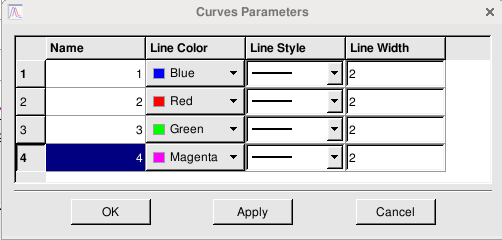 Curves Parameters
Name Line Color Line Style Line Width
1 1 Blue 2
2 2 Red 2
3 3 Green 2
4 4 Magenta 2
OK Apply Cancel